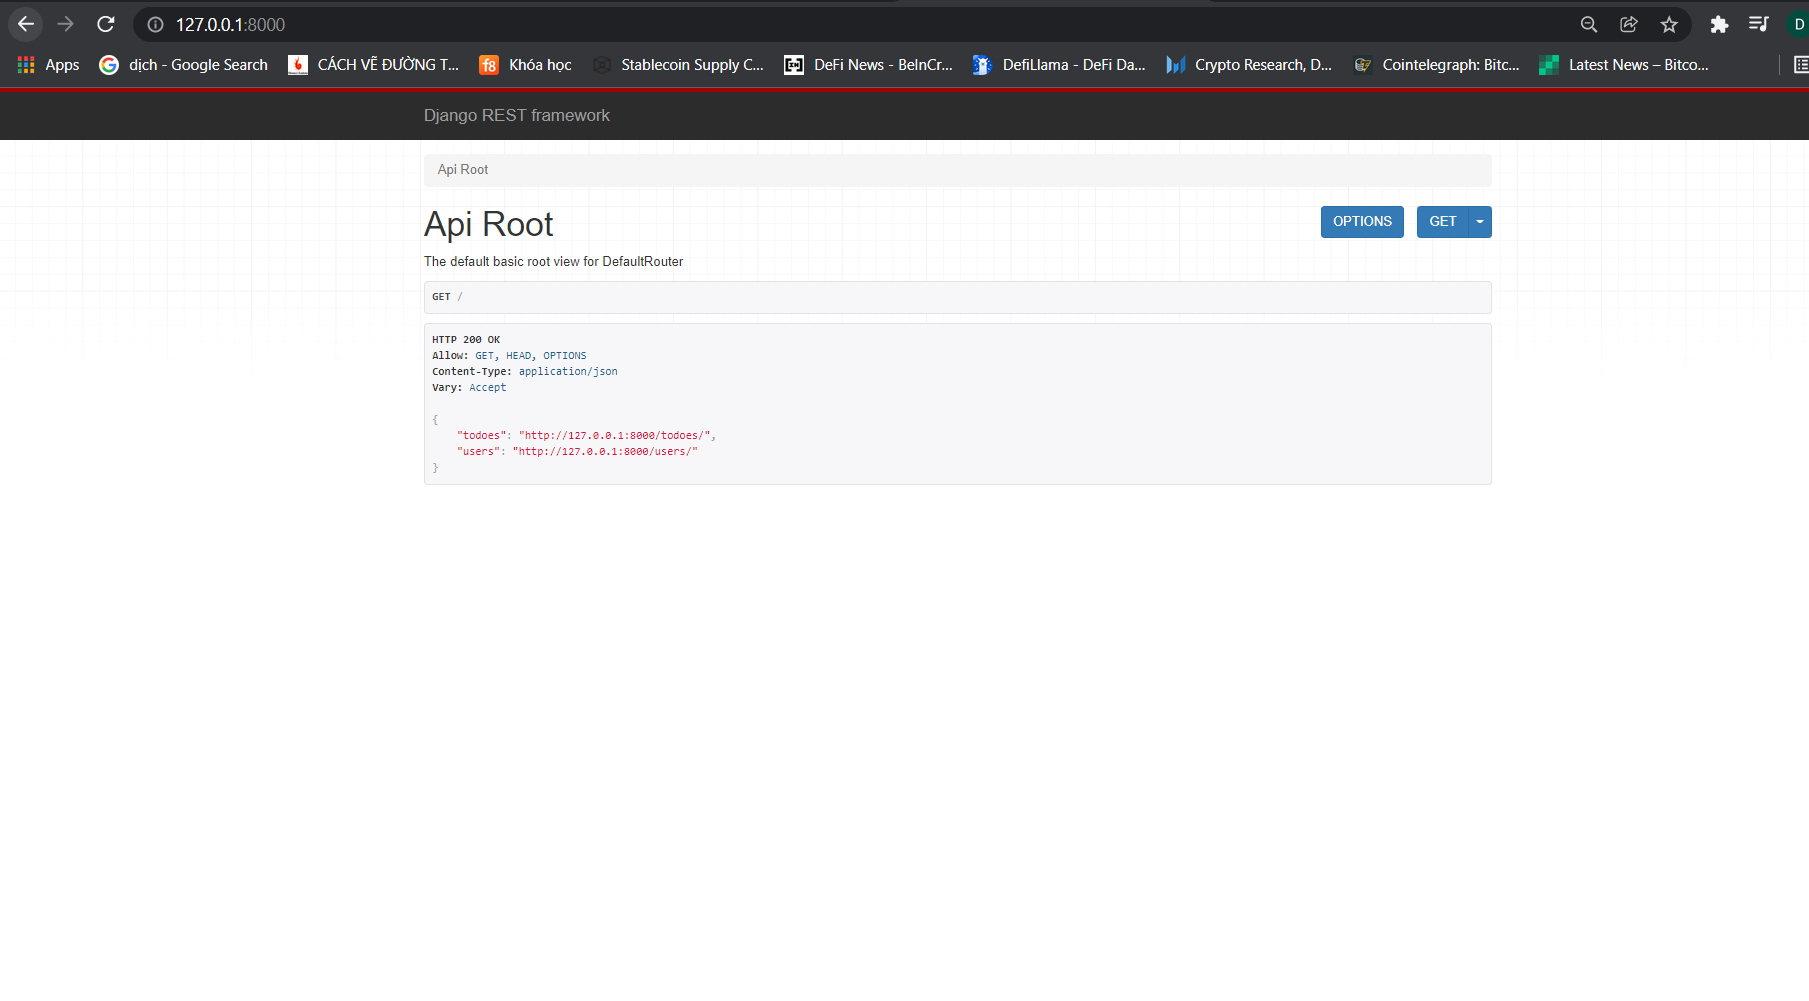 127.0.0.1:8000
D
Apps
dịch - Google Search
CÁCH VẼ ĐƯỜNG T...
f8
Khóa học
Stablecoin Supply C...
DeFi News - BeInCr...
DefiLlama - DeFi Da...
Crypto Research, D...
Cointelegraph: Bitc...
Latest News – Bitco...
Django REST framework
Api Root
Api Root
OPTIONS
GET
The default basic root view for DefaultRouter
GET /
HTTP 200 OK
Allow: GET, HEAD, OPTIONS
Content-Type: application/json
Vary: Accept
{
"todoes": "http://127.0.0.1:8000/todoes/",
"users": "http://127.0.0.1:8000/users/"
}